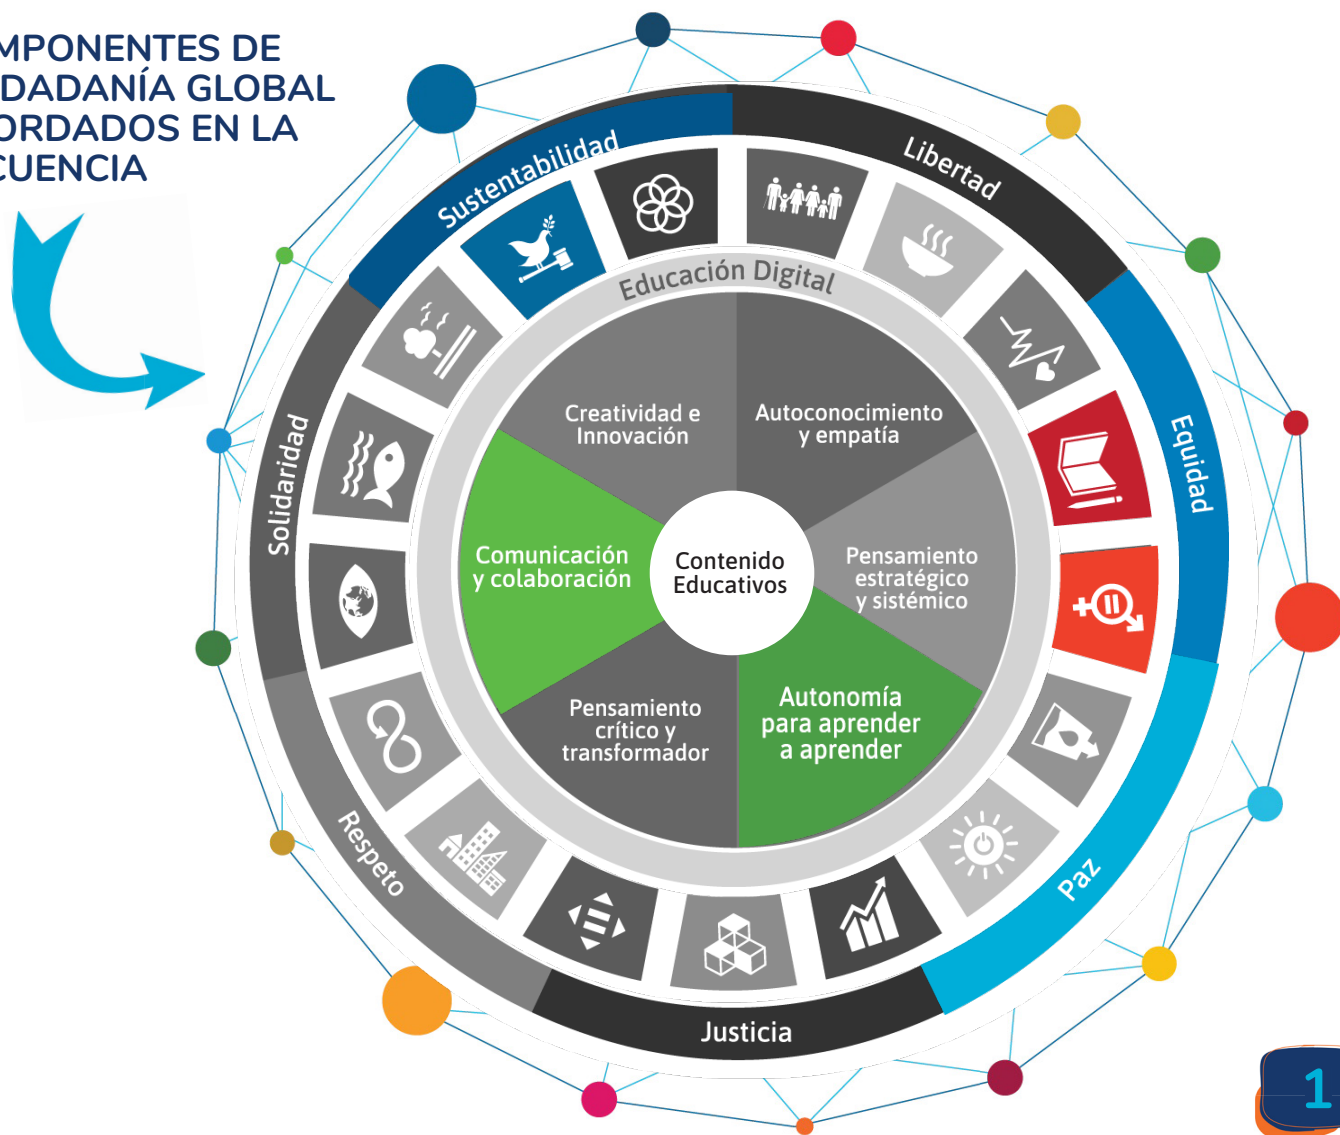 MPONENTES DE
DADANÍA GLOBAL
ORDADOS EN LA
CUENCIA
Sustentabilidad
Libertad
Equidad
Paz
Justicia
Respeto
Solidaridad
Educación Digital
Creatividad e
Innovación
Autoconocimiento
y empatía
Comunicación
y colaboración
Contenido
Educativos
Pensamiento
estratégico
y sistémico
Pensamiento
crítico y
transformador
Autonomía
para aprender
a aprender
1